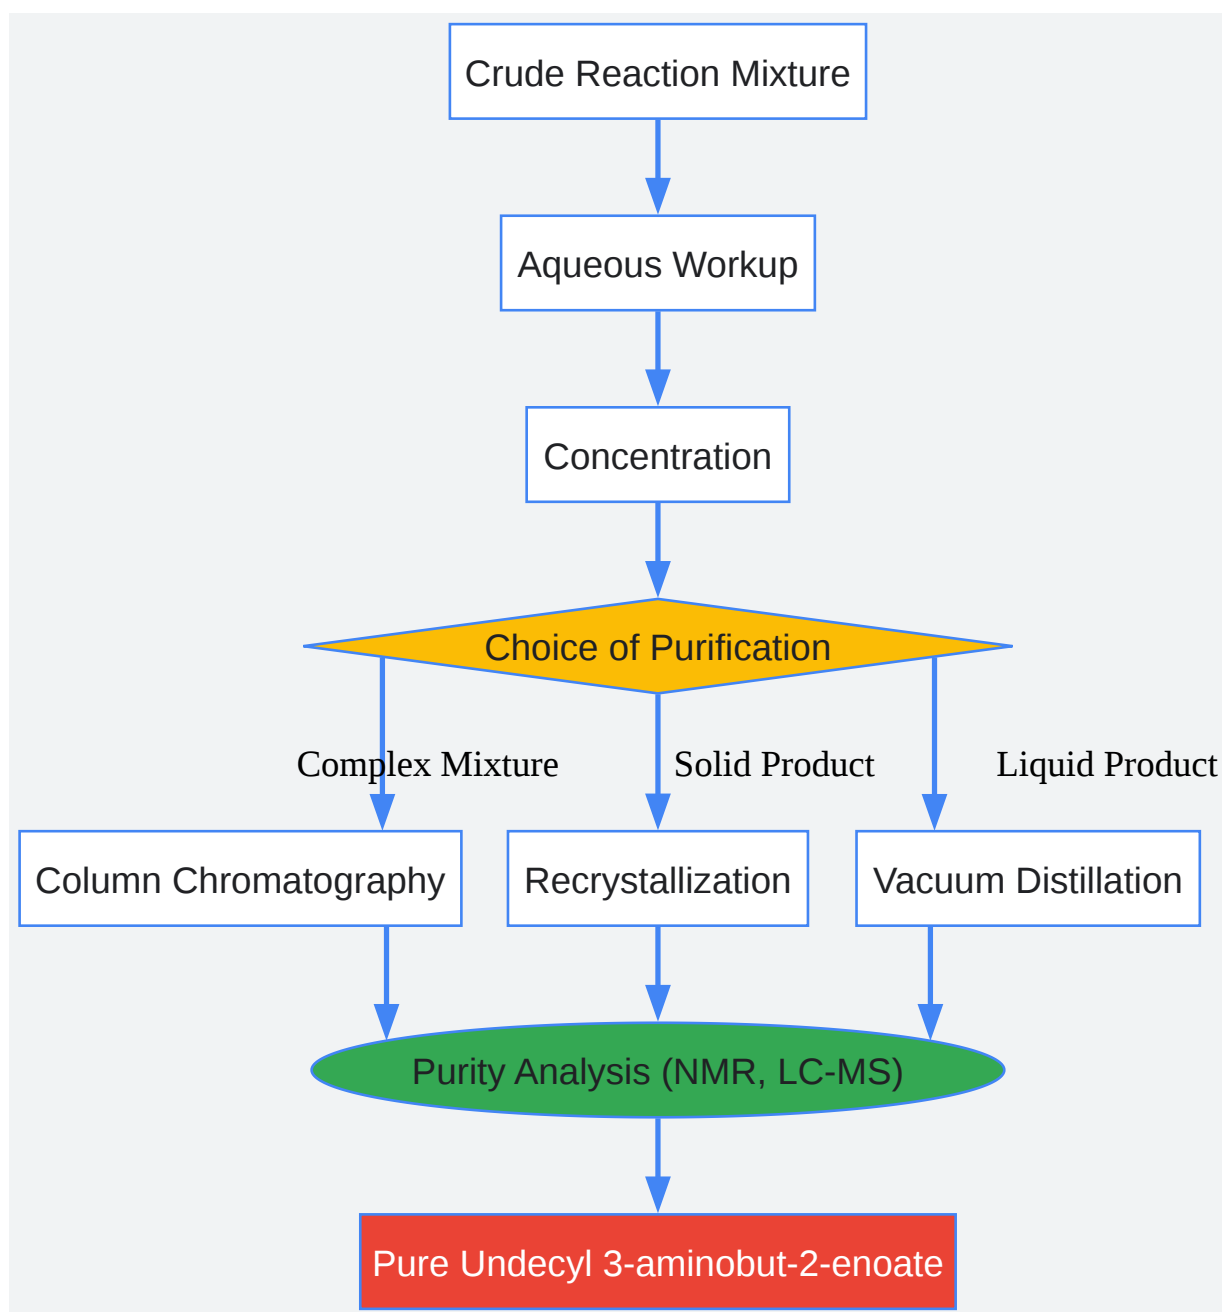 Crude Reaction Mixture
Aqueous Workup
Concentration
Choice of Purification
Complex Mixture
Solid Product
Liquid Product
Column Chromatography
Recrystallization
Vacuum Distillation
Purity Analysis (NMR, LC-MS)
Pure Undecyl 3-aminobut-2-enoate